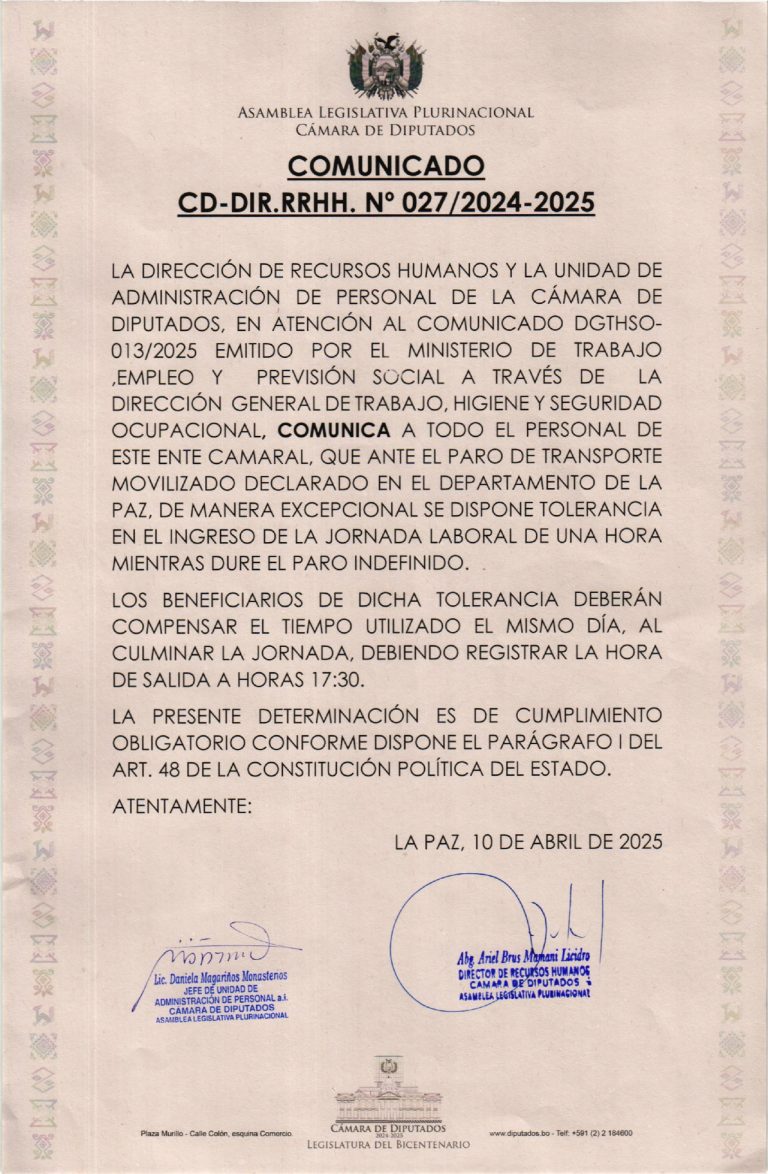 ASAMBLEA LEGISLATIVA PLURINACIONAL
CÁMARA DE DIPUTADOS
COMUNICADO
CD-DIR.RRHH. Nº 027/2024-2025
LA DIRECCIÓN DE RECURSOS HUMANOS Y LA UNIDAD DE
ADMINISTRACIÓN DE PERSONAL DE LA CÁMARA DE
DIPUTADOS, EN ATENCIÓN AL COMUNICADO DGTHSO-
013/2025 EMITIDO POR EL MINISTERIO DE TRABAJO
,EMPLEO Y PREVISIÓN SOCIAL A TRAVÉS DE LA
DIRECCIÓN GENERAL DE TRABAJO, HIGIENE Y SEGURIDAD
OCUPACIONAL, COMUNICA A TODO EL PERSONAL DE
ESTE ENTE CAMARAL, QUE ANTE EL PARO DE TRANSPORTE
MOVILIZADO DECLARADO EN EL DEPARTAMENTO DE LA
PAZ, DE MANERA EXCEPCIONAL SE DISPONE TOLERANCIA
EN EL INGRESO DE LA JORNADA LABORAL DE UNA HORA
MIENTRAS DURE EL PARO INDEFINIDO.
LOS BENEFICIARIOS DE DICHA TOLERANCIA DEBERÁN
COMPENSAR EL TIEMPO UTILIZADO EL MISMO DÍA, AL
CULMINAR LA JORNADA, DEBIENDO REGISTRAR LA HORA
DE SALIDA A HORAS 17:30.
LA PRESENTE DETERMINACIÓN ES DE CUMPLIMIENTO
OBLIGATORIO CONFORME DISPONE EL PARÁGRAFO I DEL
ART. 48 DE LA CONSTITUCIÓN POLÍTICA DEL ESTADO.
ATENTAMENTE:
LA PAZ, 10 DE ABRIL DE 2025
Lic. Daniela Magariños Monasterios
JEFE DE UNIDAD DE
ADMINISTRACIÓN DE PERSONAL a.i.
CÁMARA DE DIPUTADOS
ASAMBLEA LEGISLATIVA PLURINACIONAL
Abg. Ariel Brus Mamani Licidro
DIRECTOR DE RECURSOS HUMANOS
CAMARA DE DIPUTADOS
ASAMBLEA LEGISLATIVA PLURINACIONAL
Plaza Murillo - Calle Colón, esquina Comercio.
CÁMARA DE DIPUTADOS
2024-2025
LEGISLATURA DEL BICENTENARIO
www.diputados.bo - Telf: +591 (2) 2 184600